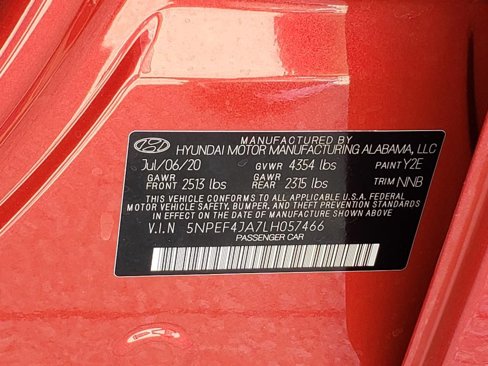 HYUNDAI MOTOR MANUFACTURING ALABAMA, LLC
Jul/06/20 GVWR 4354 lbs PAINT Y2E
GAWR GAWR
FRONT 2513 lbs REAR 2315 lbs TRIM NNB
THIS VEHICLE CONFORMS TO ALL APPLICABLE U.S.A FEDERAL
MOTOR VEHICLE SAFETY, BUMPER, AND THEFT PREVENTION STANDARDS
IN EFFECT ON THE DATE OF MANUFACTURE SHOWN ABOVE.
V.I.N 5NPEF4JA7LH057466
PASSENGER CAR